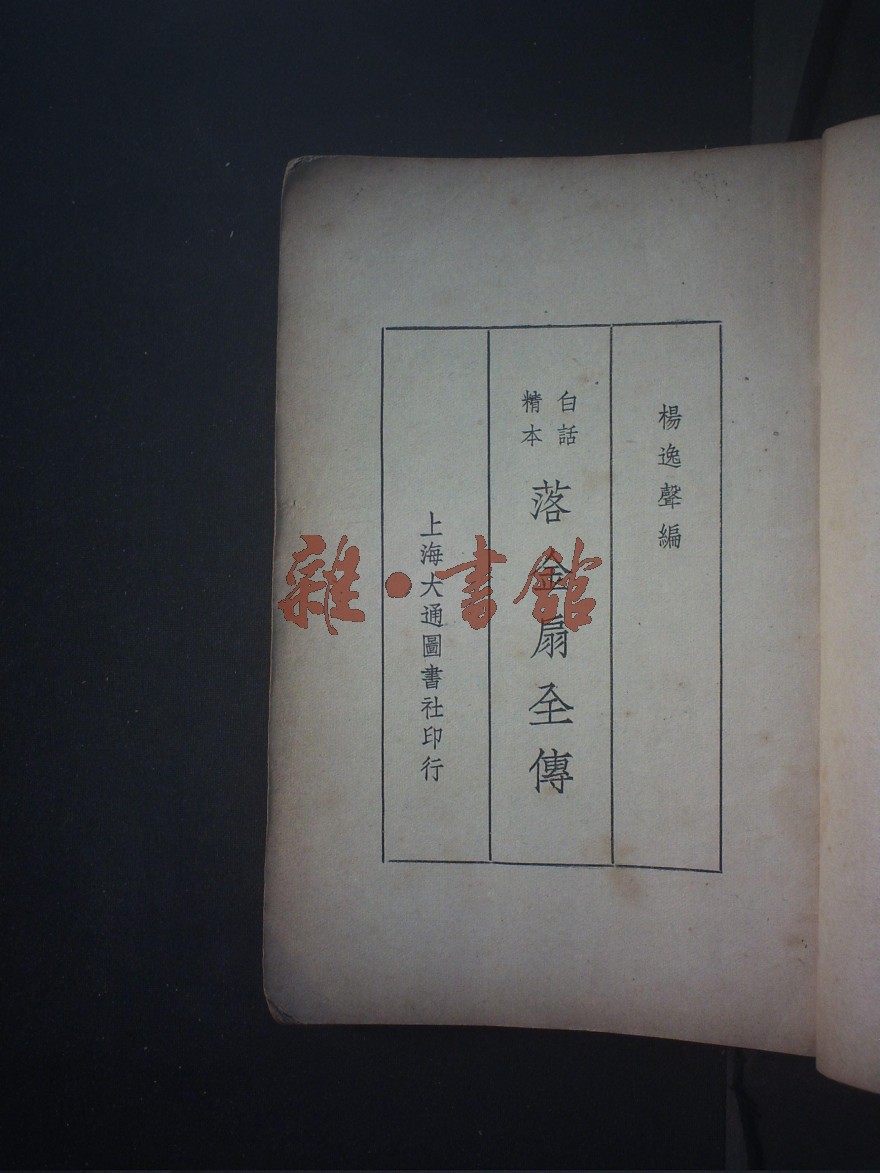 楊逸聲編
白話
精本
落金扇全傳
上海大通圖書社印行
雜·書館